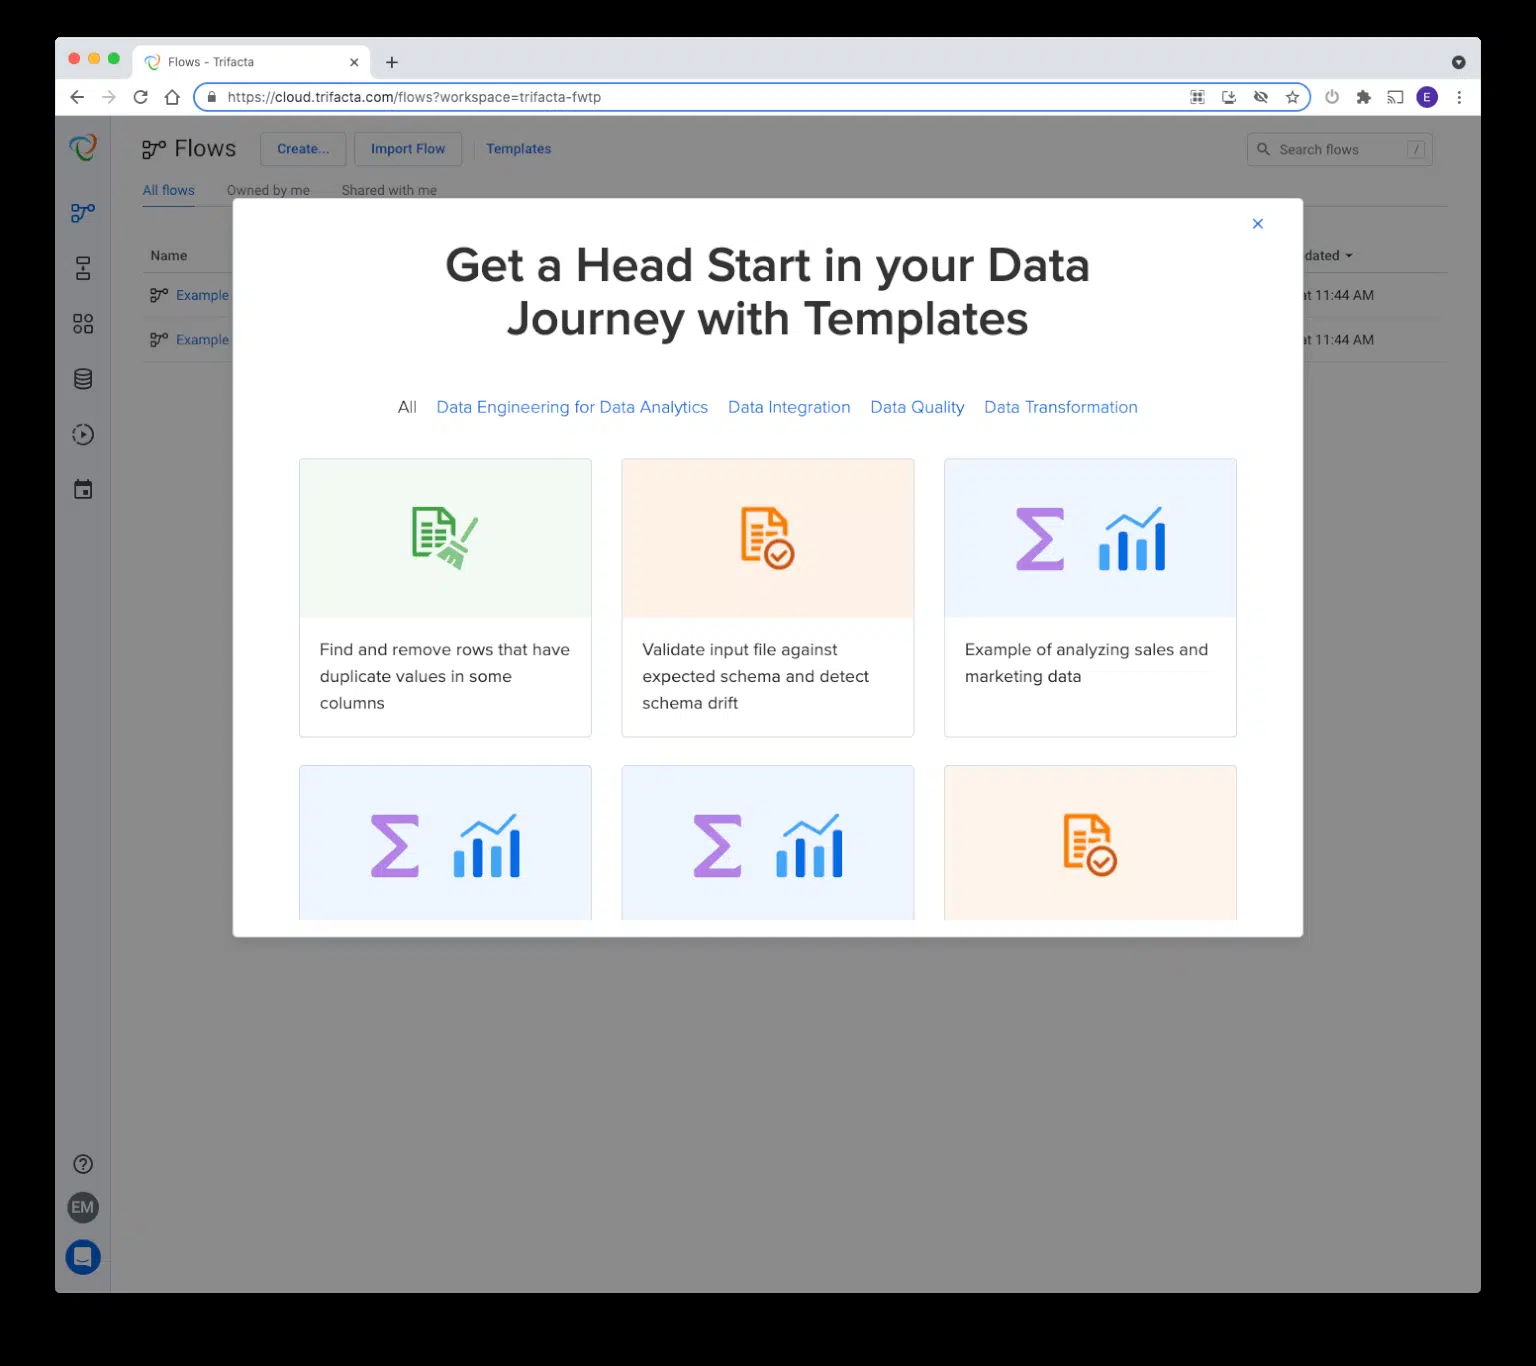 Flows – Trifacta
https://cloud.trifacta.com/flows?workspace=trifacta-fwtp
E
Flows
Create...
Import Flow
Templates
Search flows
/
All flows
Owned by me
Shared with me
Name
dated
Example
at 11:44 AM
Example
at 11:44 AM
Get a Head Start in your Data
Journey with Templates
All
Data Engineering for Data Analytics
Data Integration
Data Quality
Data Transformation
Find and remove rows that have
duplicate values in some
columns
Validate input file against
expected schema and detect
schema drift
Example of analyzing sales and
marketing data
EM